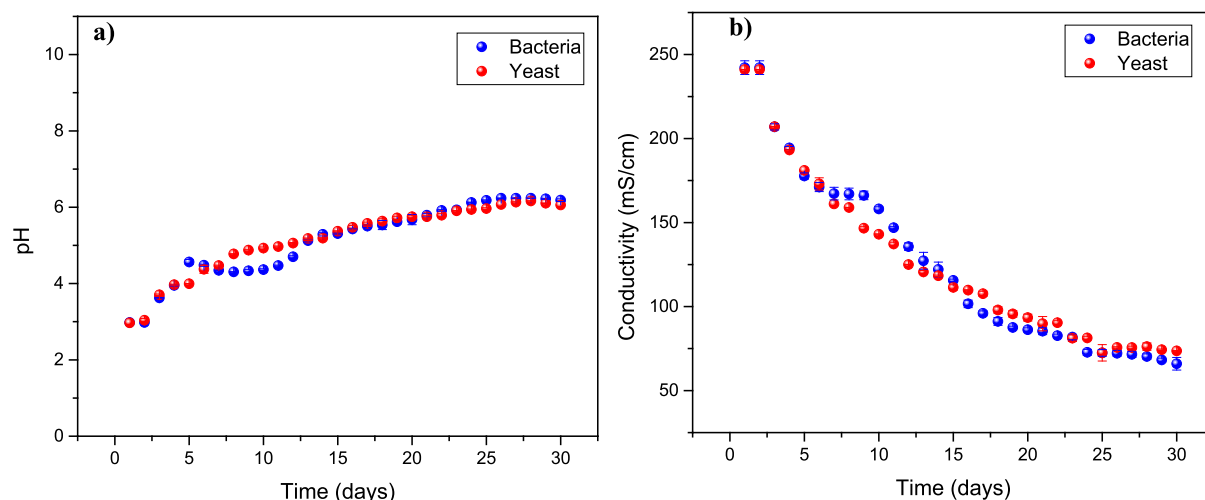 a)
Bacteria
Yeast
10
8
6
4
2
0
pH
0 5 10 15 20 25 30
Time (days)
b)
Bacteria
Yeast
250
200
150
100
50
Conductivity (mS/cm)
0 5 10 15 20 25 30
Time (days)